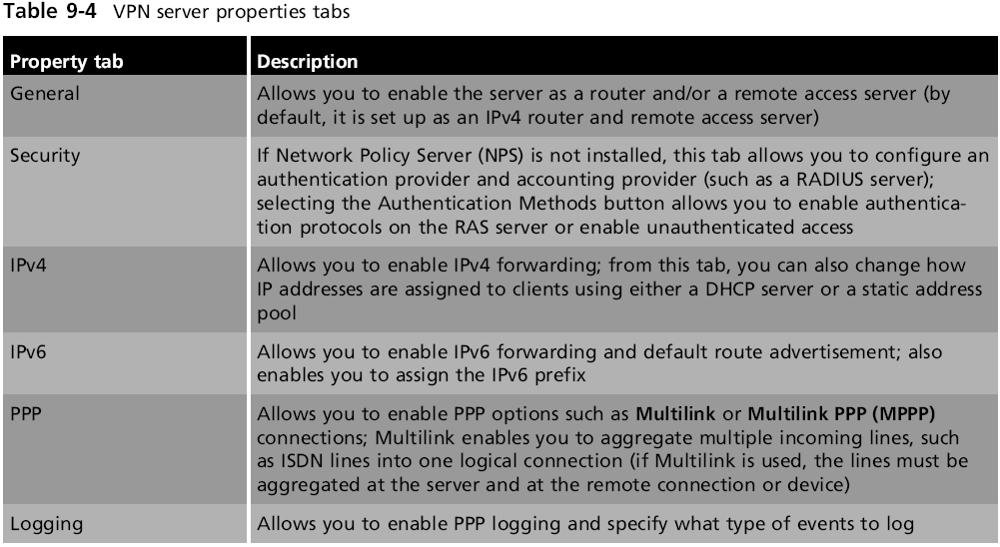 Table 9-4 VPN server properties tabs
Property tab Description
General Allows you to enable the server as a router and/or a remote access server (by
default, it is set up as an IPv4 router and remote access server)
Security If Network Policy Server (NPS) is not installed, this tab allows you to configure an
authentication provider and accounting provider (such as a RADIUS server);
selecting the Authentication Methods button allows you to enable authentica-
tion protocols on the RAS server or enable unauthenticated access
IPv4 Allows you to enable IPv4 forwarding; from this tab, you can also change how
IP addresses are assigned to clients using either a DHCP server or a static address
pool
IPv6 Allows you to enable IPv6 forwarding and default route advertisement; also
enables you to assign the IPv6 prefix
PPP Allows you to enable PPP options such as Multilink or Multilink PPP (MPPP)
connections; Multilink enables you to aggregate multiple incoming lines, such
as ISDN lines into one logical connection (if Multilink is used, the lines must be
aggregated at the server and at the remote connection or device)
Logging Allows you to enable PPP logging and specify what type of events to log